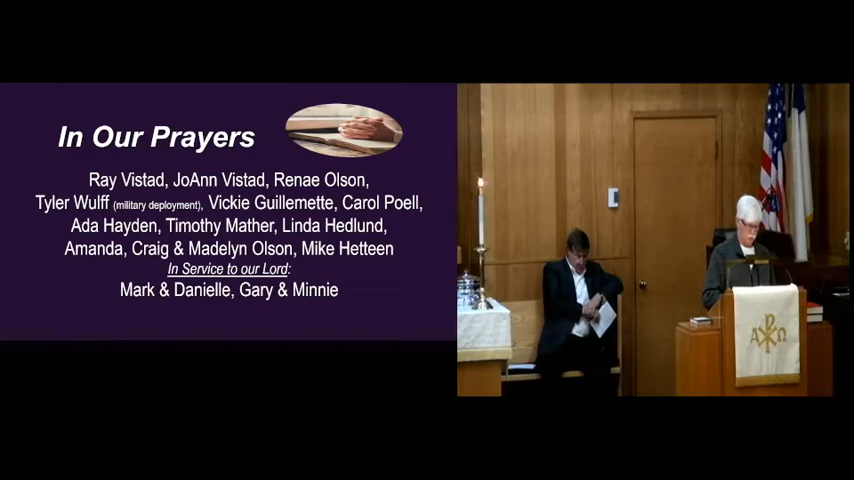 In Our Prayers
Ray Vistad, JoAnn Vistad, Renae Olson,
Tyler Wulff (military deployment), Vickie Guillemette, Carol Poell,
Ada Hayden, Timothy Mather, Linda Hedlund,
Amanda, Craig & Madelyn Olson, Mike Hetteen
In Service to our Lord:
Mark & Danielle, Gary & Minnie
Α Ω